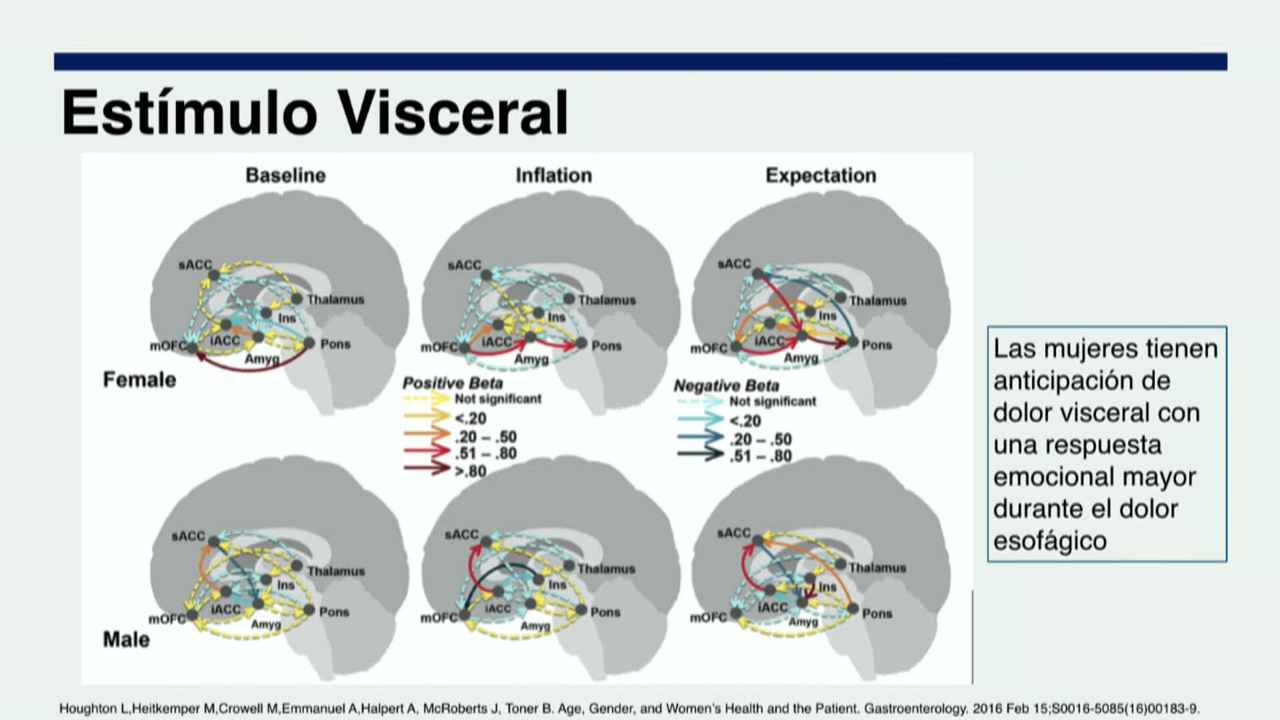 Estímulo Visceral
Baseline
Inflation
Expectation
sACC
Thalamus
Ins
mOFC
iACC
Pons
Amyg
Female
sACC
Thalamus
Ins
mOFC
iACC
Pons
Amyg
sACC
Thalamus
Ins
mOFC
iACC
Pons
Amyg
Positive Beta
Not significant
<.20
.20 – .50
.51 – .80
>.80
Negative Beta
Not significant
<.20
.20 – .50
.51 – .80
sACC
Thalamus
Ins
mOFC
iACC
Pons
Amyg
Male
sACC
Thalamus
Ins
mOFC
iACC
Pons
Amyg
sACC
Thalamus
Ins
mOFC
iACC
Pons
Amyg
Las mujeres tienen
anticipación de
dolor visceral con
una respuesta
emocional mayor
durante el dolor
esofágico
Houghton L,Heitkemper M,Crowell M,Emmanuel A,Halpert A, McRoberts J, Toner B. Age, Gender, and Women's Health and the Patient. Gastroenterology. 2016 Feb 15;S0016-5085(16)00183-9.